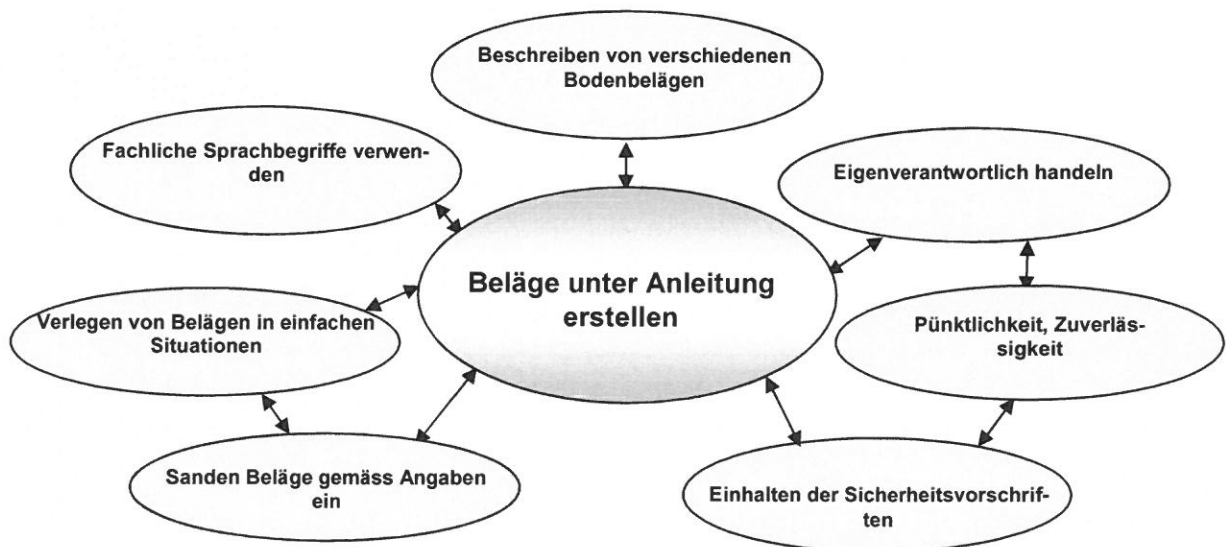 Beschreiben von verschiedenen
Bodenbelägen
Fachliche Sprachbegriffe verwen-
den
Eigenverantwortlich handeln
Beläge unter Anleitung
erstellen
Verlegen von Belägen in einfachen
Situationen
Pünktlichkeit, Zuverläs-
sigkeit
Sanden Beläge gemäss Angaben
ein
Einhalten der Sicherheitsvorschrif-
ten